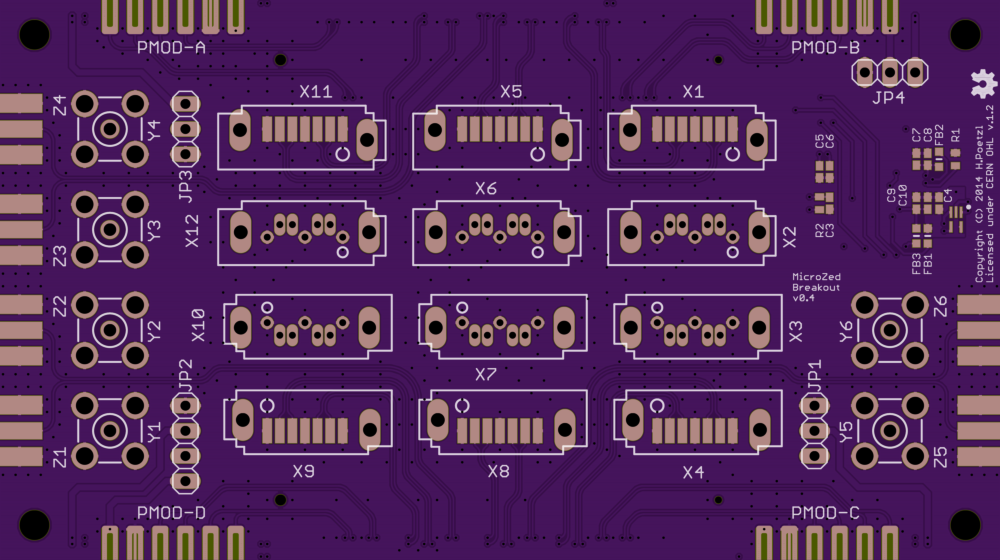 PMOD-A
PMOD-B
JP4
Z4
Y4
JP3
X11
X5
X1
C5
C6
C7
C8
FB2
R1
X6
Z3
Y3
X12
X2
R2
C3
C9
C10
C4
FB3
FB1
Copyright (C) 2014 H.Poetzl
Licensed under CERN OHL v.1.2
MicroZed
Breakout
v0.4
Z2
Y2
X10
X3
Y6
Z6
X7
JP2
JP1
Z1
Y1
X9
X8
X4
Y5
Z5
PMOD-D
PMOD-C